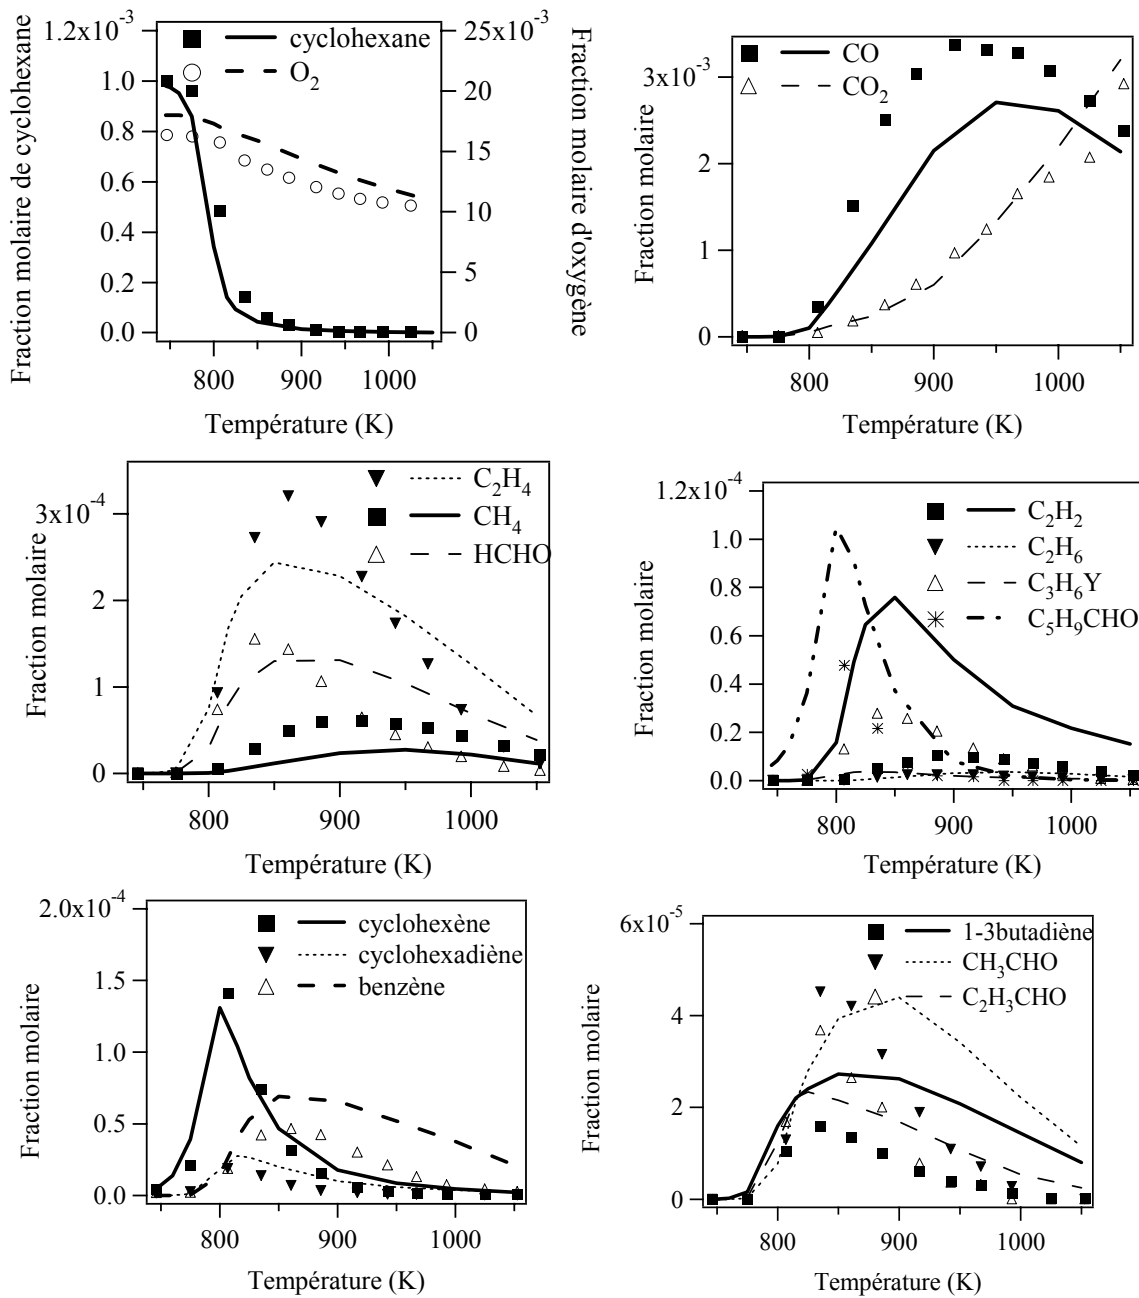 Fraction molaire de cyclohexane
1.2x10⁻³
1.0
0.8
0.6
0.4
0.2
0.0
cyclohexane
O₂
25x10⁻³
20
15
10
5
0
Fraction molaire d'oxygène
800 900 1000
Température (K)
Fraction molaire
3x10⁻³
2
1
0
CO
CO₂
800 900 1000
Température (K)
Fraction molaire
3x10⁻⁴
2
1
0
C₂H₄
CH₄
HCHO
800 900 1000
Température (K)
Fraction molaire
1.2x10⁻⁴
1.0
0.8
0.6
0.4
0.2
0.0
C₂H₂
C₂H₆
C₃H₆Y
C₅H₉CHO
800 900 1000
Température (K)
Fraction molaire
2.0x10⁻⁴
1.5
1.0
0.5
0.0
cyclohexène
cyclohexadiène
benzène
800 900 1000
Température (K)
Fraction molaire
6x10⁻⁵
4
2
0
1-3butadiène
CH₃CHO
C₂H₃CHO
800 900 1000
Température (K)